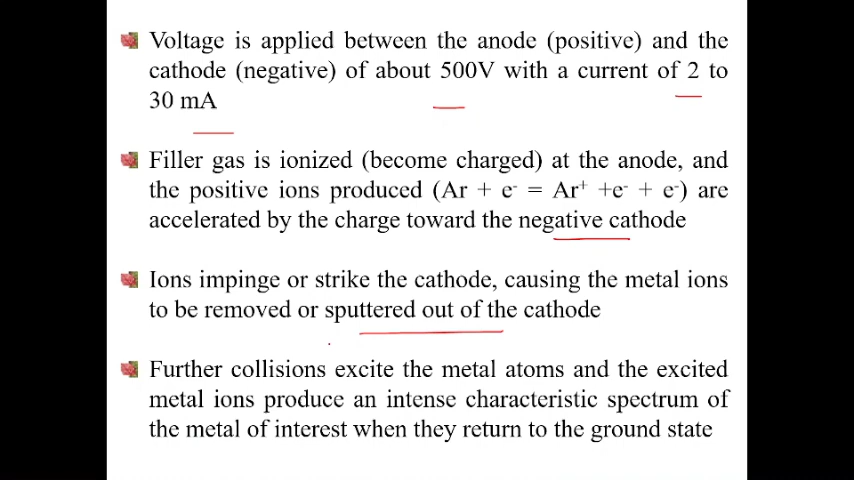 Voltage is applied between the anode (positive) and the
cathode (negative) of about 500V with a current of 2 to
30 mA
Filler gas is ionized (become charged) at the anode, and
the positive ions produced (Ar + e⁻ = Ar⁺ +e⁻ + e⁻) are
accelerated by the charge toward the negative cathode
Ions impinge or strike the cathode, causing the metal ions
to be removed or sputtered out of the cathode
Further collisions excite the metal atoms and the excited
metal ions produce an intense characteristic spectrum of
the metal of interest when they return to the ground state